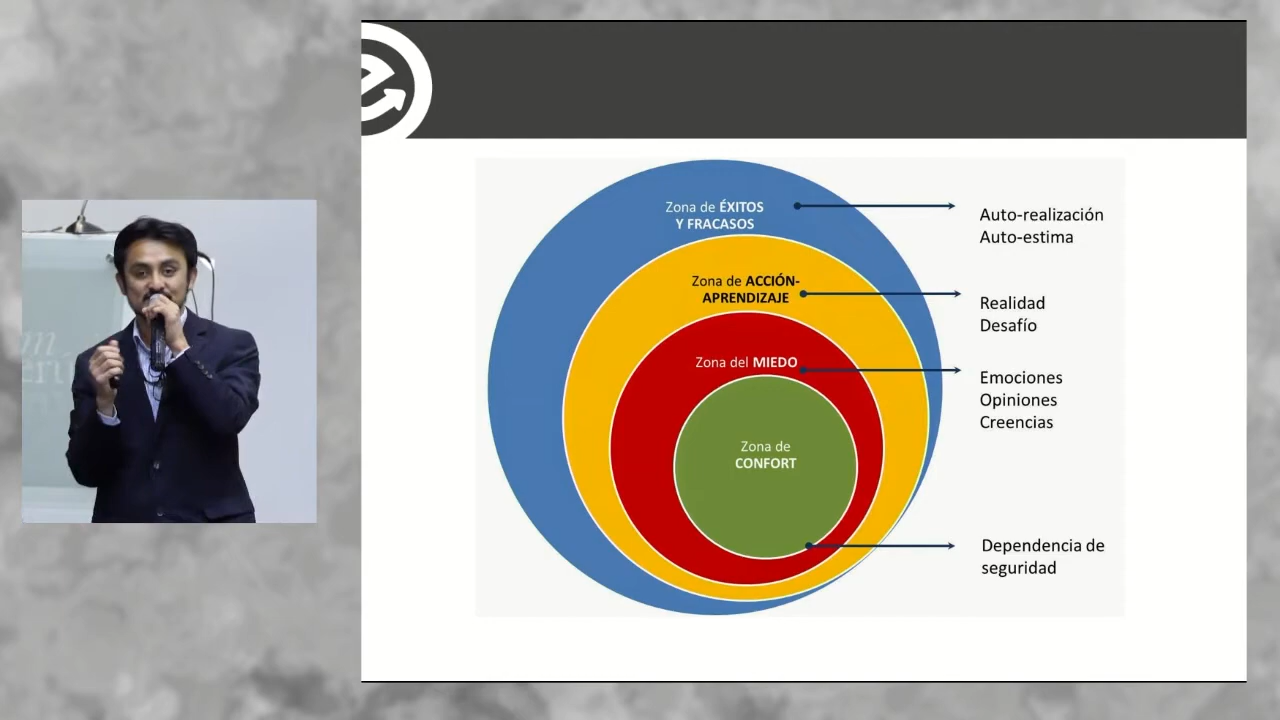 Zona de ÉXITOS
Y FRACASOS
Auto-realización
Auto-estima
Zona de ACCIÓN-
APRENDIZAJE
Realidad
Desafío
Zona del MIEDO
Emociones
Opiniones
Creencias
Zona de
CONFORT
Dependencia de
seguridad